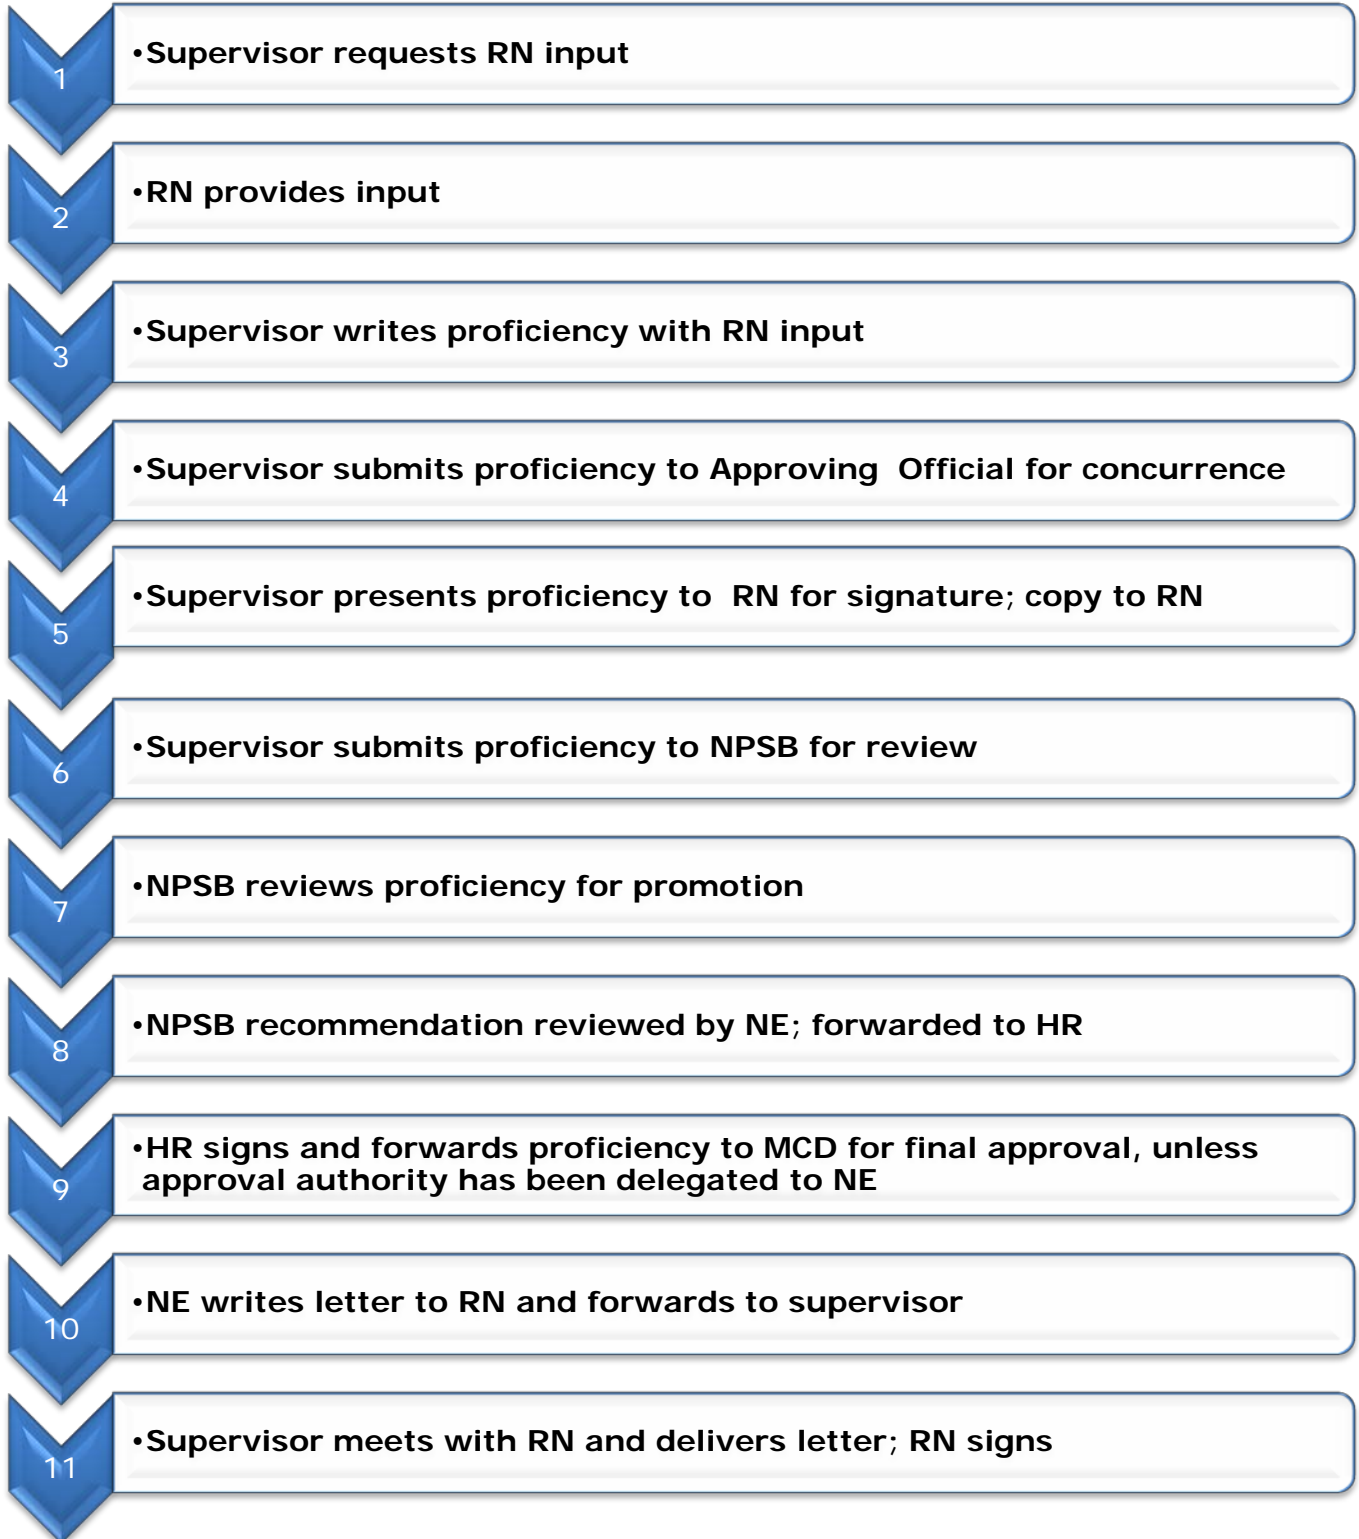 1
•Supervisor requests RN input
2
•RN provides input
3
•Supervisor writes proficiency with RN input
4
•Supervisor submits proficiency to Approving  Official for concurrence
5
•Supervisor presents proficiency to  RN for signature; copy to RN
6
•Supervisor submits proficiency to NPSB for review
7
•NPSB reviews proficiency for promotion
8
•NPSB recommendation reviewed by NE; forwarded to HR
9
•HR signs and forwards proficiency to MCD for final approval, unless
approval authority has been delegated to NE
10
•NE writes letter to RN and forwards to supervisor
11
•Supervisor meets with RN and delivers letter; RN signs